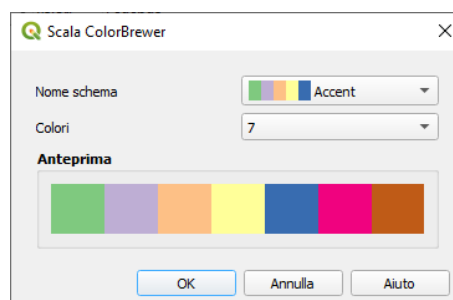 Scala ColorBrewer
Nome schema
Accent
Colori
7
Anteprima
OK
Annulla
Aiuto